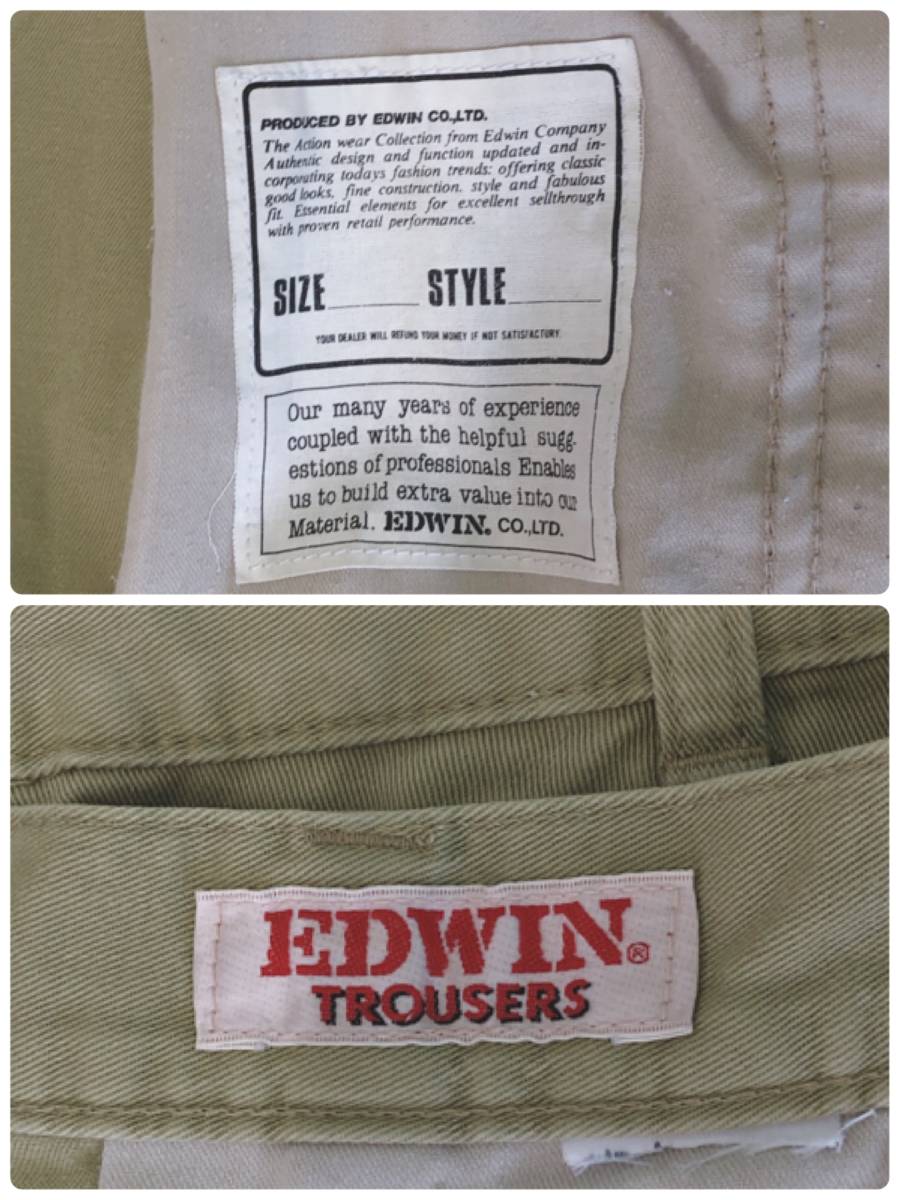 PRODUCED BY EDWIN CO.,LTD.
The Action wear Collection from Edwin Company
Authentic design and function updated and in-
corporating todays fashion trends: offering classic
good looks, fine construction. style and fabulous
fit. Essential elements for excellent sellthrough
with proven retail performance.
SIZE STYLE
YOUR DEALER WILL REFUND YOUR MONEY IF NOT SATISFACTURY.
Our many years of experience
coupled with the helpful sugg-
estions of professionals Enables
us to build extra value into our
Material. EDWIN. CO.,LTD.
EDWIN®
TROUSERS